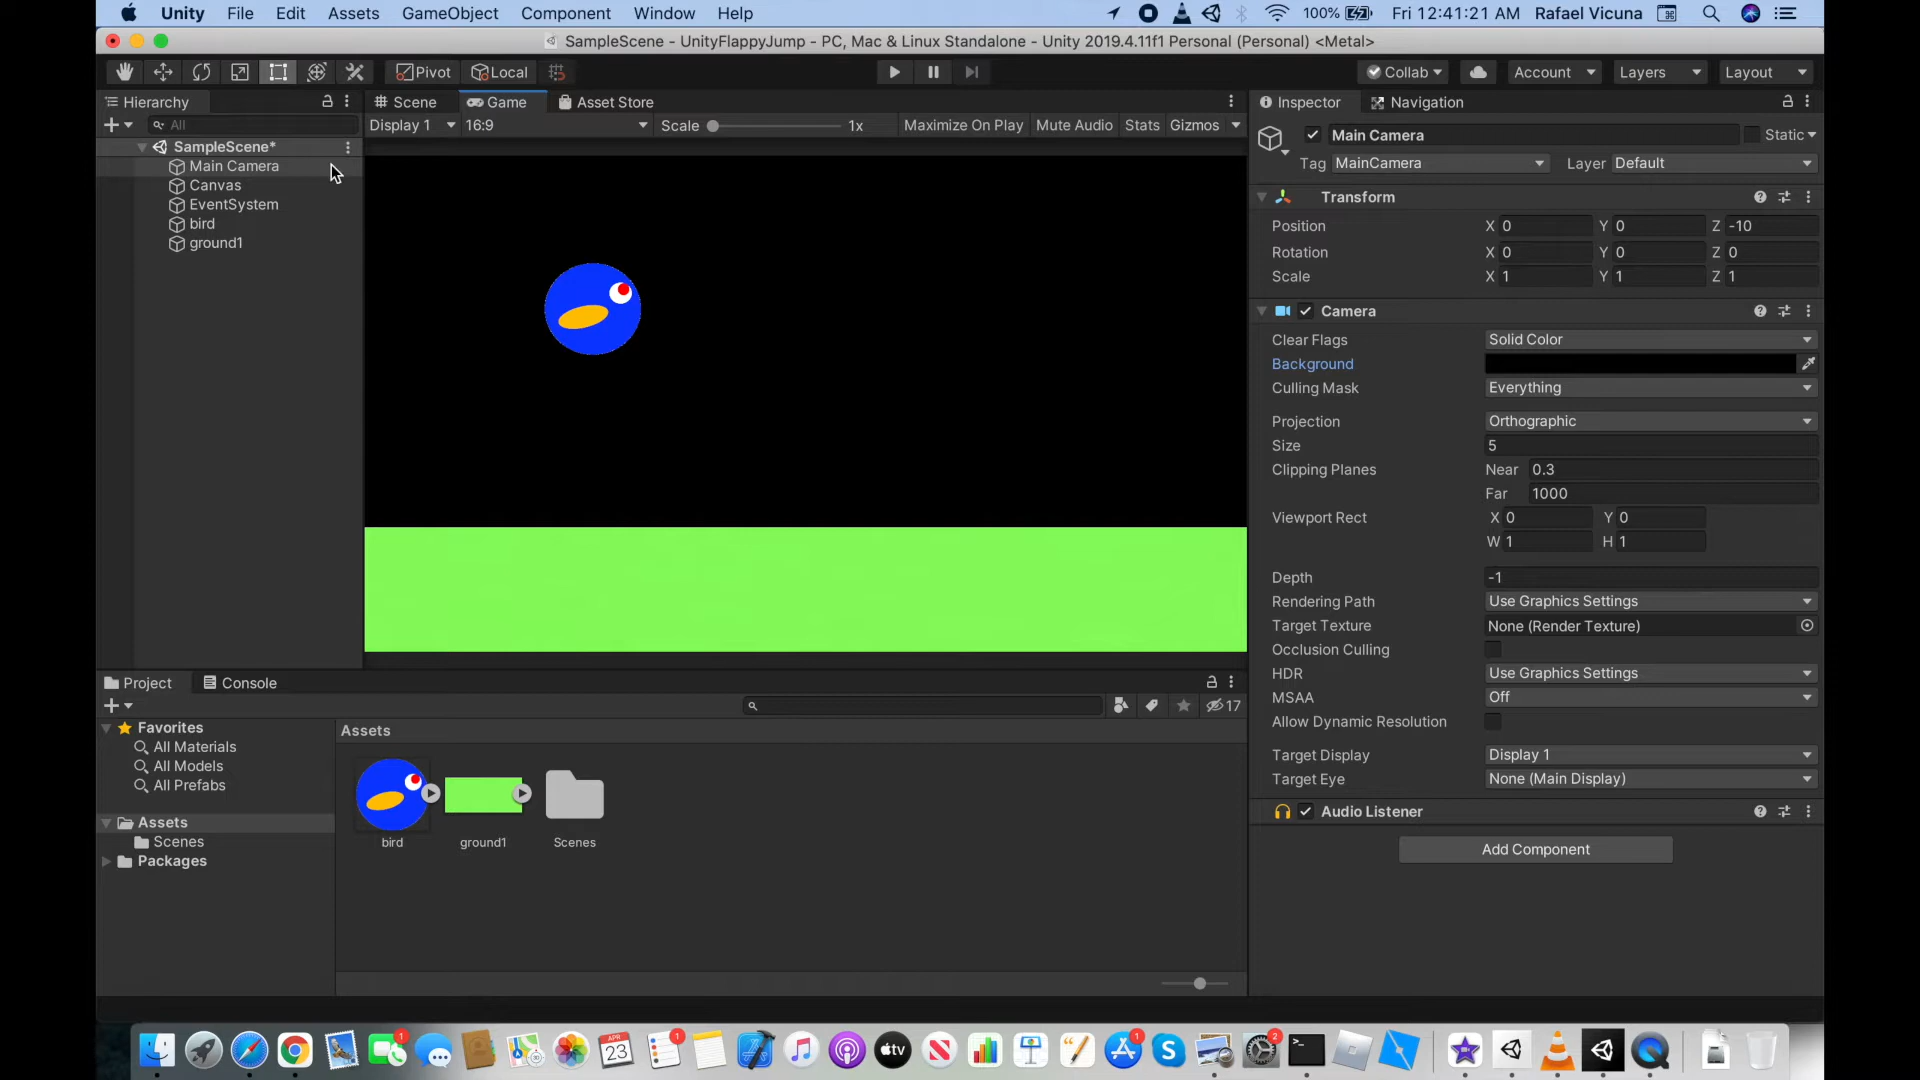 Unity File Edit Assets GameObject Component Window Help 100% Fri 12:41:21 AM Rafael Vicuna
SampleScene - UnityFlappyJump - PC, Mac & Linux Standalone - Unity 2019.4.11f1 Personal (Personal) <Metal>
Pivot Local Collab Account Layers Layout
Hierarchy Scene Game Asset Store Inspector Navigation
All Display 1 16:9 Scale 1x Maximize On Play Mute Audio Stats Gizmos
SampleScene*
Main Camera
Canvas
EventSystem
bird
ground1
Main Camera Static
Tag MainCamera Layer Default
Transform
Position X 0 Y 0 Z -10
Rotation X 0 Y 0 Z 0
Scale X 1 Y 1 Z 1
Camera
Clear Flags Solid Color
Background
Culling Mask Everything
Projection Orthographic
Size 5
Clipping Planes Near 0.3
Far 1000
Viewport Rect X 0 Y 0
W 1 H 1
Depth -1
Rendering Path Use Graphics Settings
Target Texture None (Render Texture)
Occlusion Culling
HDR Use Graphics Settings
MSAA Off
Allow Dynamic Resolution
Target Display Display 1
Target Eye None (Main Display)
Audio Listener
Add Component
Project Console
17
Favorites
All Materials
All Models
All Prefabs
Assets
Scenes
Packages
Assets
bird ground1 Scenes
1 APR 23 1 tv 1 2